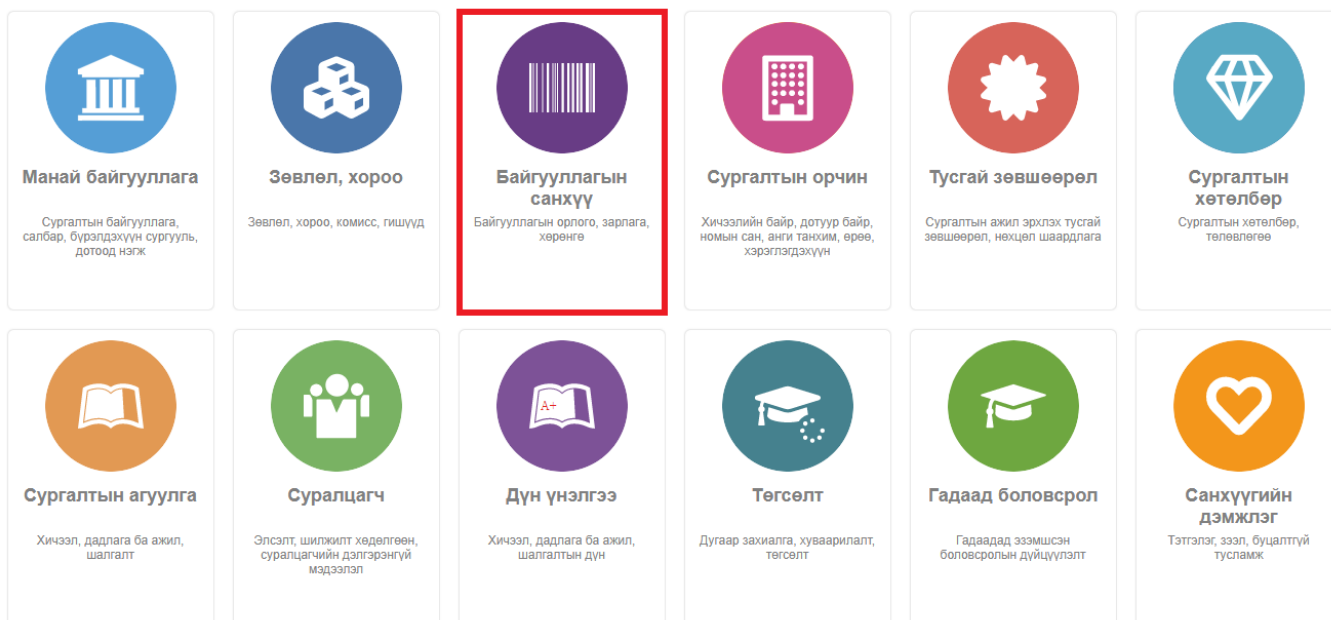 Манай байгууллага
Сургалтын байгууллага,
салбар, бүрэлдэхүүн сургууль,
дотоод нэгж
Зөвлөл, хороо
Зөвлөл, хороо, комисс, гишүүд
Байгууллагын
санхүү
Байгууллагын орлого, зарлага,
хөрөнгө
Сургалтын орчин
Хичээлийн байр, дотуур байр,
номын сан, анги танхим, өрөө,
хэрэглэгдэхүүн
Тусгай зөвшөөрөл
Сургалтын ажил эрхлэх тусгай
зөвшөөрөл, нөхцөл шаардлага
Сургалтын
хөтөлбөр
Сургалтын хөтөлбөр,
төлөвлөгөө
Сургалтын агуулга
Хичээл, дадлага ба ажил,
шалгалт
Суралцагч
Элсэлт, шилжилт хөдөлгөөн,
суралцагчийн дэлгэрэнгүй
мэдээлэл
A+
Дүн үнэлгээ
Хичээл, дадлага ба ажил,
шалгалтын дүн
Төгсөлт
Дугаар захиалга, хуваарилалт,
төгсөлт
Гадаад боловсрол
Гадаадад эзэмшсэн
боловсролын дүйцүүлэлт
Санхүүгийн
дэмжлэг
Тэтгэлэг, зээл, буцалтгүй
тусламж